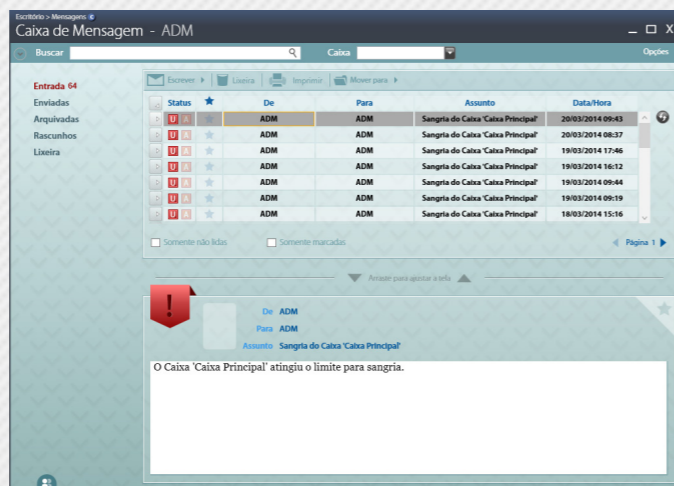 Escritório > Mensagens
Caixa de Mensagem - ADM
Buscar Caixa Opções
Escrever Lixeira Imprimir Mover para
Entrada 64
Enviadas
Arquivadas
Rascunhos
Lixeira
Status De Para Assunto Data/Hora
U A ADM ADM Sangria do Caixa 'Caixa Principal' 20/03/2014 09:43
U A ADM ADM Sangria do Caixa 'Caixa Principal' 20/03/2014 08:37
U A ADM ADM Sangria do Caixa 'Caixa Principal' 19/03/2014 17:46
U A ADM ADM Sangria do Caixa 'Caixa Principal' 19/03/2014 16:12
U A ADM ADM Sangria do Caixa 'Caixa Principal' 19/03/2014 09:44
U A ADM ADM Sangria do Caixa 'Caixa Principal' 19/03/2014 09:19
U A ADM ADM Sangria do Caixa 'Caixa Principal' 18/03/2014 15:16
Somente não lidas Somente marcadas Página 1
Arraste para ajustar a tela
!
De ADM
Para ADM
Assunto Sangria do Caixa 'Caixa Principal'
O Caixa 'Caixa Principal' atingiu o limite para sangria.